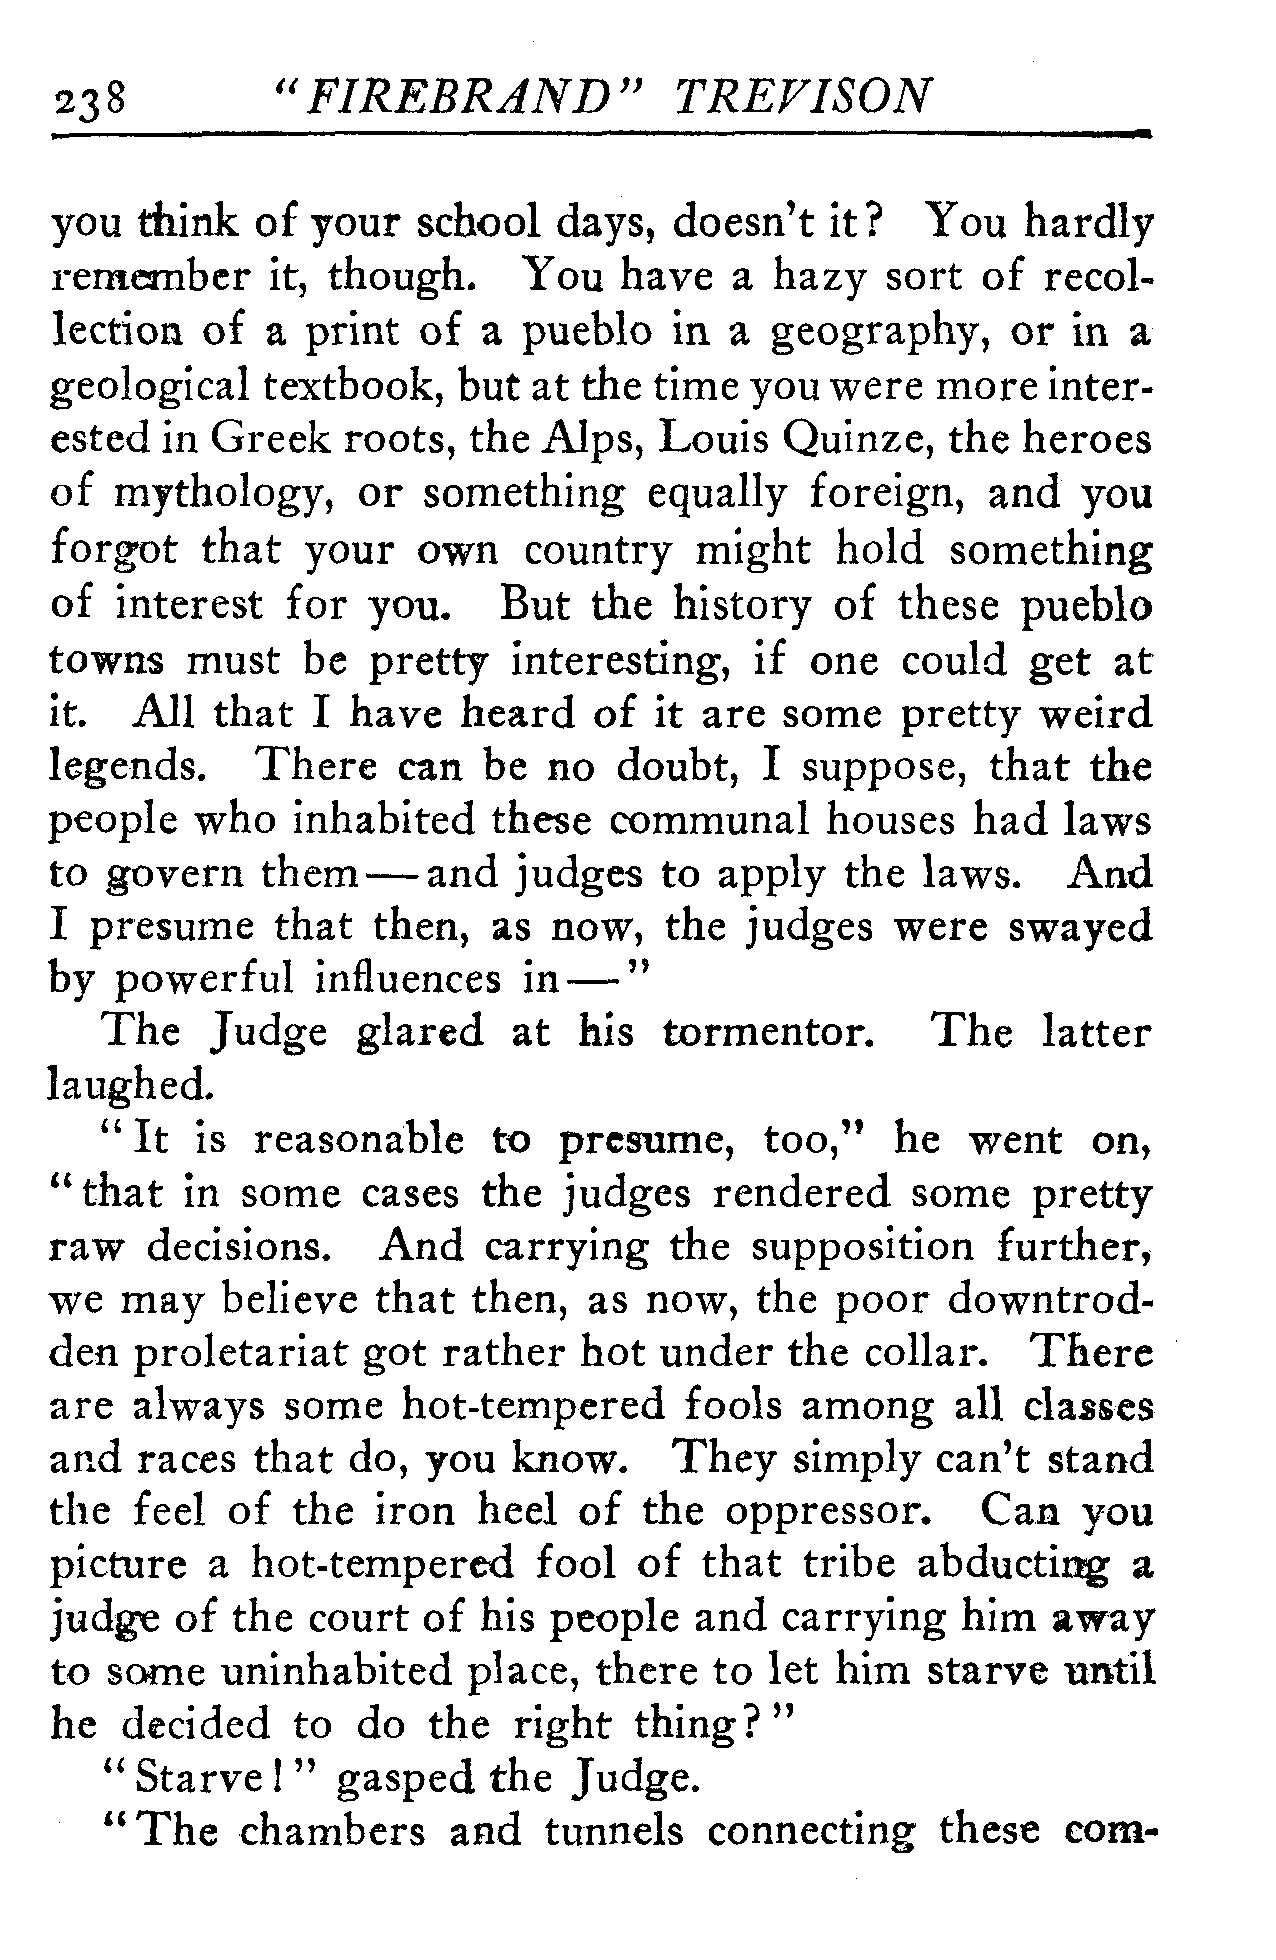 238 "FIREBRAND" TREVISON
you think of your school days, doesn't it? You hardly
remember it, though. You have a hazy sort of recol-
lection of a print of a pueblo in a geography, or in a
geological textbook, but at the time you were more inter-
ested in Greek roots, the Alps, Louis Quinze, the heroes
of mythology, or something equally foreign, and you
forgot that your own country might hold something
of interest for you. But the history of these pueblo
towns must be pretty interesting, if one could get at
it. All that I have heard of it are some pretty weird
legends. There can be no doubt, I suppose, that the
people who inhabited these communal houses had laws
to govern them—and judges to apply the laws. And
I presume that then, as now, the judges were swayed
by powerful influences in—"
The Judge glared at his tormentor. The latter
laughed.
"It is reasonable to presume, too," he went on,
"that in some cases the judges rendered some pretty
raw decisions. And carrying the supposition further,
we may believe that then, as now, the poor downtrod-
den proletariat got rather hot under the collar. There
are always some hot-tempered fools among all classes
and races that do, you know. They simply can't stand
the feel of the iron heel of the oppressor. Can you
picture a hot-tempered fool of that tribe abducting a
judge of the court of his people and carrying him away
to some uninhabited place, there to let him starve until
he decided to do the right thing?"
"Starve!" gasped the Judge.
"The chambers and tunnels connecting these com-